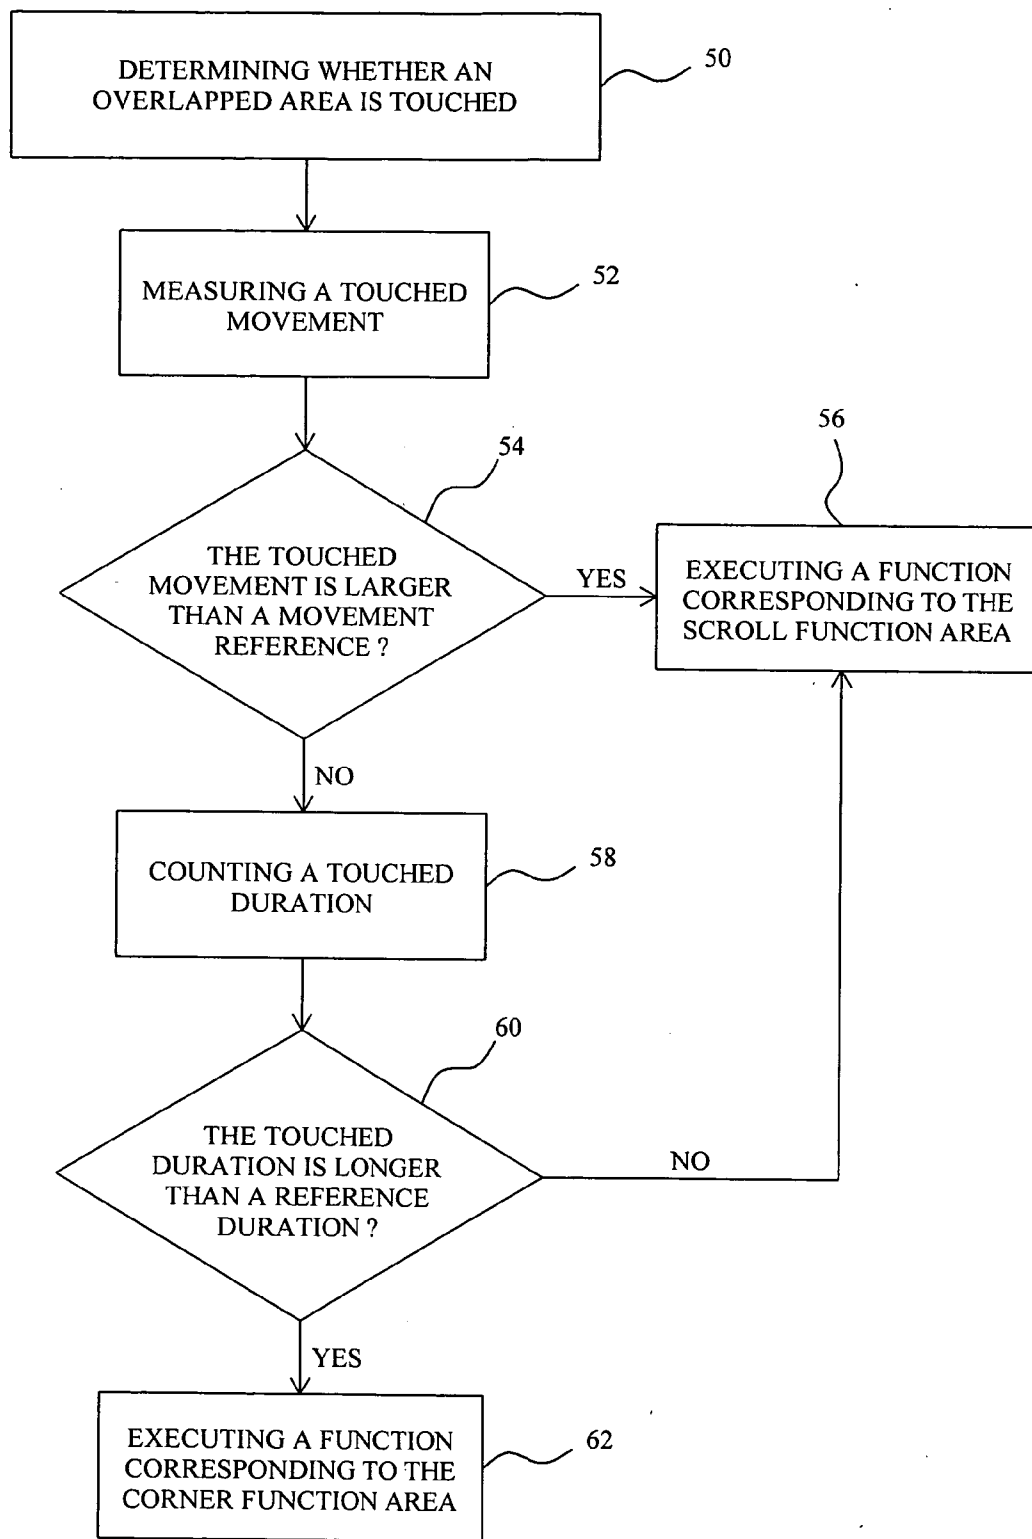 DETERMINING WHETHER AN
OVERLAPPED AREA IS TOUCHED
50
MEASURING A TOUCHED
MOVEMENT
52
54
THE TOUCHED
MOVEMENT IS LARGER
THAN A MOVEMENT
REFERENCE ?
YES
56
EXECUTING A FUNCTION
CORRESPONDING TO THE
SCROLL FUNCTION AREA
NO
COUNTING A TOUCHED
DURATION
58
60
THE TOUCHED
DURATION IS LONGER
THAN A REFERENCE
DURATION ?
NO
YES
EXECUTING A FUNCTION
CORRESPONDING TO THE
CORNER FUNCTION AREA
62